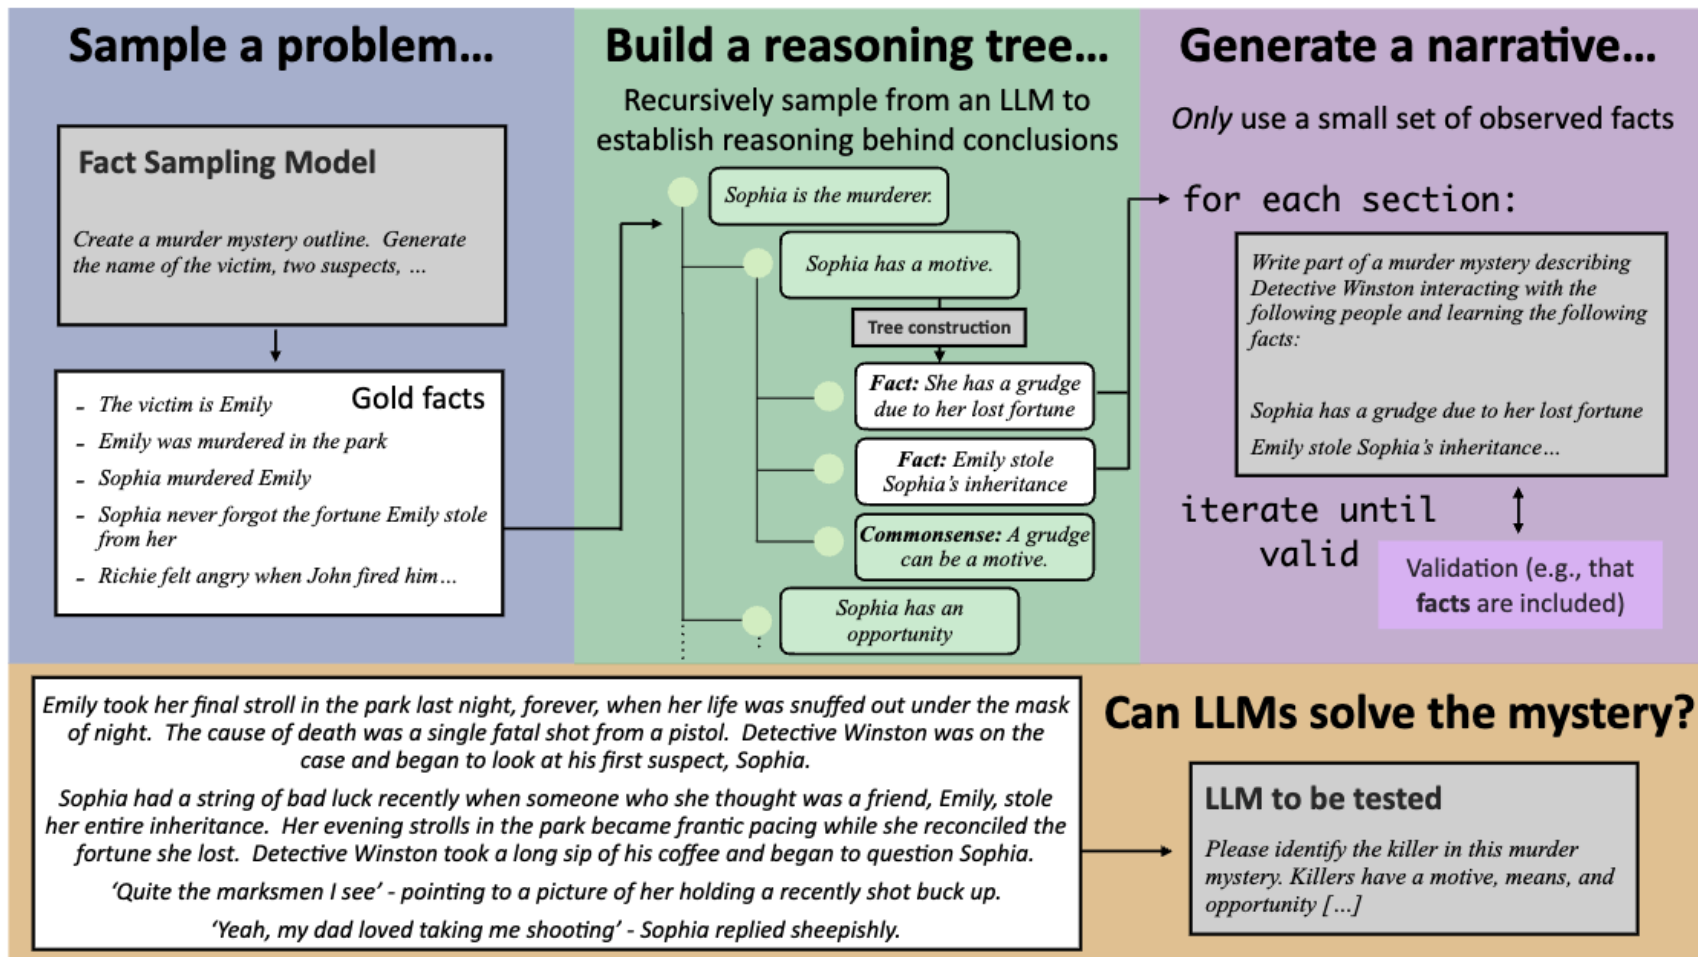 Sample a problem...
Fact Sampling Model
Create a murder mystery outline. Generate
the name of the victim, two suspects, ...
Gold facts
- The victim is Emily
- Emily was murdered in the park
- Sophia murdered Emily
- Sophia never forgot the fortune Emily stole
from her
- Richie felt angry when John fired him...
Build a reasoning tree...
Recursively sample from an LLM to
establish reasoning behind conclusions
Sophia is the murderer.
Sophia has a motive.
Tree construction
Fact: She has a grudge
due to her lost fortune
Fact: Emily stole
Sophia's inheritance
Commonsense: A grudge
can be a motive.
Sophia has an
opportunity
Generate a narrative...
Only use a small set of observed facts
for each section:
Write part of a murder mystery describing
Detective Winston interacting with the
following people and learning the following
facts:
Sophia has a grudge due to her lost fortune
Emily stole Sophia's inheritance...
iterate until
valid
Validation (e.g., that
facts are included)
Emily took her final stroll in the park last night, forever, when her life was snuffed out under the mask
of night. The cause of death was a single fatal shot from a pistol. Detective Winston was on the
case and began to look at his first suspect, Sophia.
Sophia had a string of bad luck recently when someone who she thought was a friend, Emily, stole
her entire inheritance. Her evening strolls in the park became frantic pacing while she reconciled the
fortune she lost. Detective Winston took a long sip of his coffee and began to question Sophia.
'Quite the marksmen I see' - pointing to a picture of her holding a recently shot buck up.
'Yeah, my dad loved taking me shooting' - Sophia replied sheepishly.
Can LLMs solve the mystery?
LLM to be tested
Please identify the killer in this murder
mystery. Killers have a motive, means, and
opportunity [...]